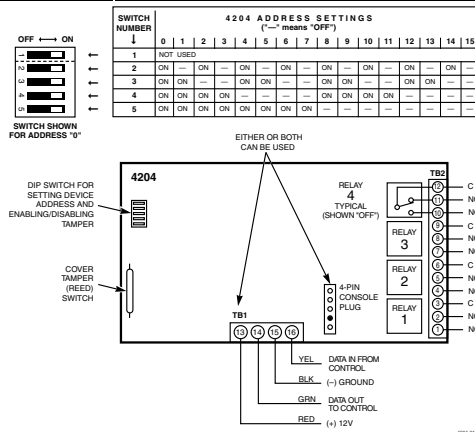 SWITCH NUMBER ↓
4204 ADDRESS SETTINGS
("—" means "OFF")
0 1 2 3 4 5 6 7 8 9 10 11 12 13 14 15
1 NOT USED
2 ON — ON — ON — ON — ON — ON — ON — ON —
3 ON ON — — ON ON — — ON ON — — ON ON — —
4 ON ON ON ON — — — — ON ON ON ON — — — —
5 ON ON ON ON ON ON ON ON — — — — — — — —
OFF ←→ ON
1
2
3
4
5
SWITCH SHOWN
FOR ADDRESS "0"
EITHER OR BOTH
CAN BE USED
4204
DIP SWITCH FOR
SETTING DEVICE
ADDRESS AND
ENABLING/DISABLING
TAMPER
COVER
TAMPER
(REED)
SWITCH
RELAY
4
TYPICAL
(SHOWN "OFF")
RELAY
3
RELAY
2
RELAY
1
TB2
12 C
11
10
9 C
8
7
6 C
5
4
3 C
2
1
4-PIN
CONSOLE
PLUG
TB1
13 14 15 16
YEL DATA IN FROM
CONTROL
BLK (–) GROUND
GRN DATA OUT
TO CONTROL
RED (+) 12V